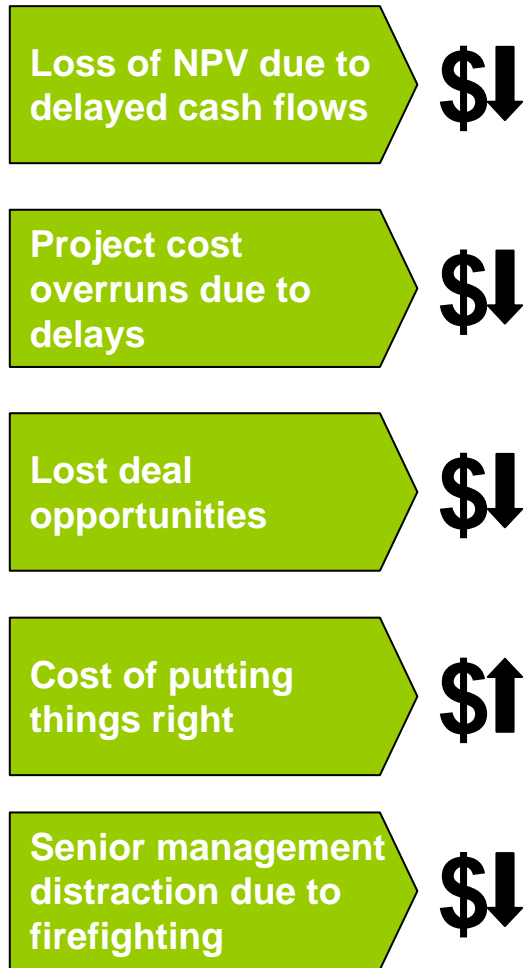 Loss of NPV due to
delayed cash flows
$
Project cost
overruns due to
delays
$
Lost deal
opportunities
$
Cost of putting
things right
$
Senior management
distraction due to
firefighting
$